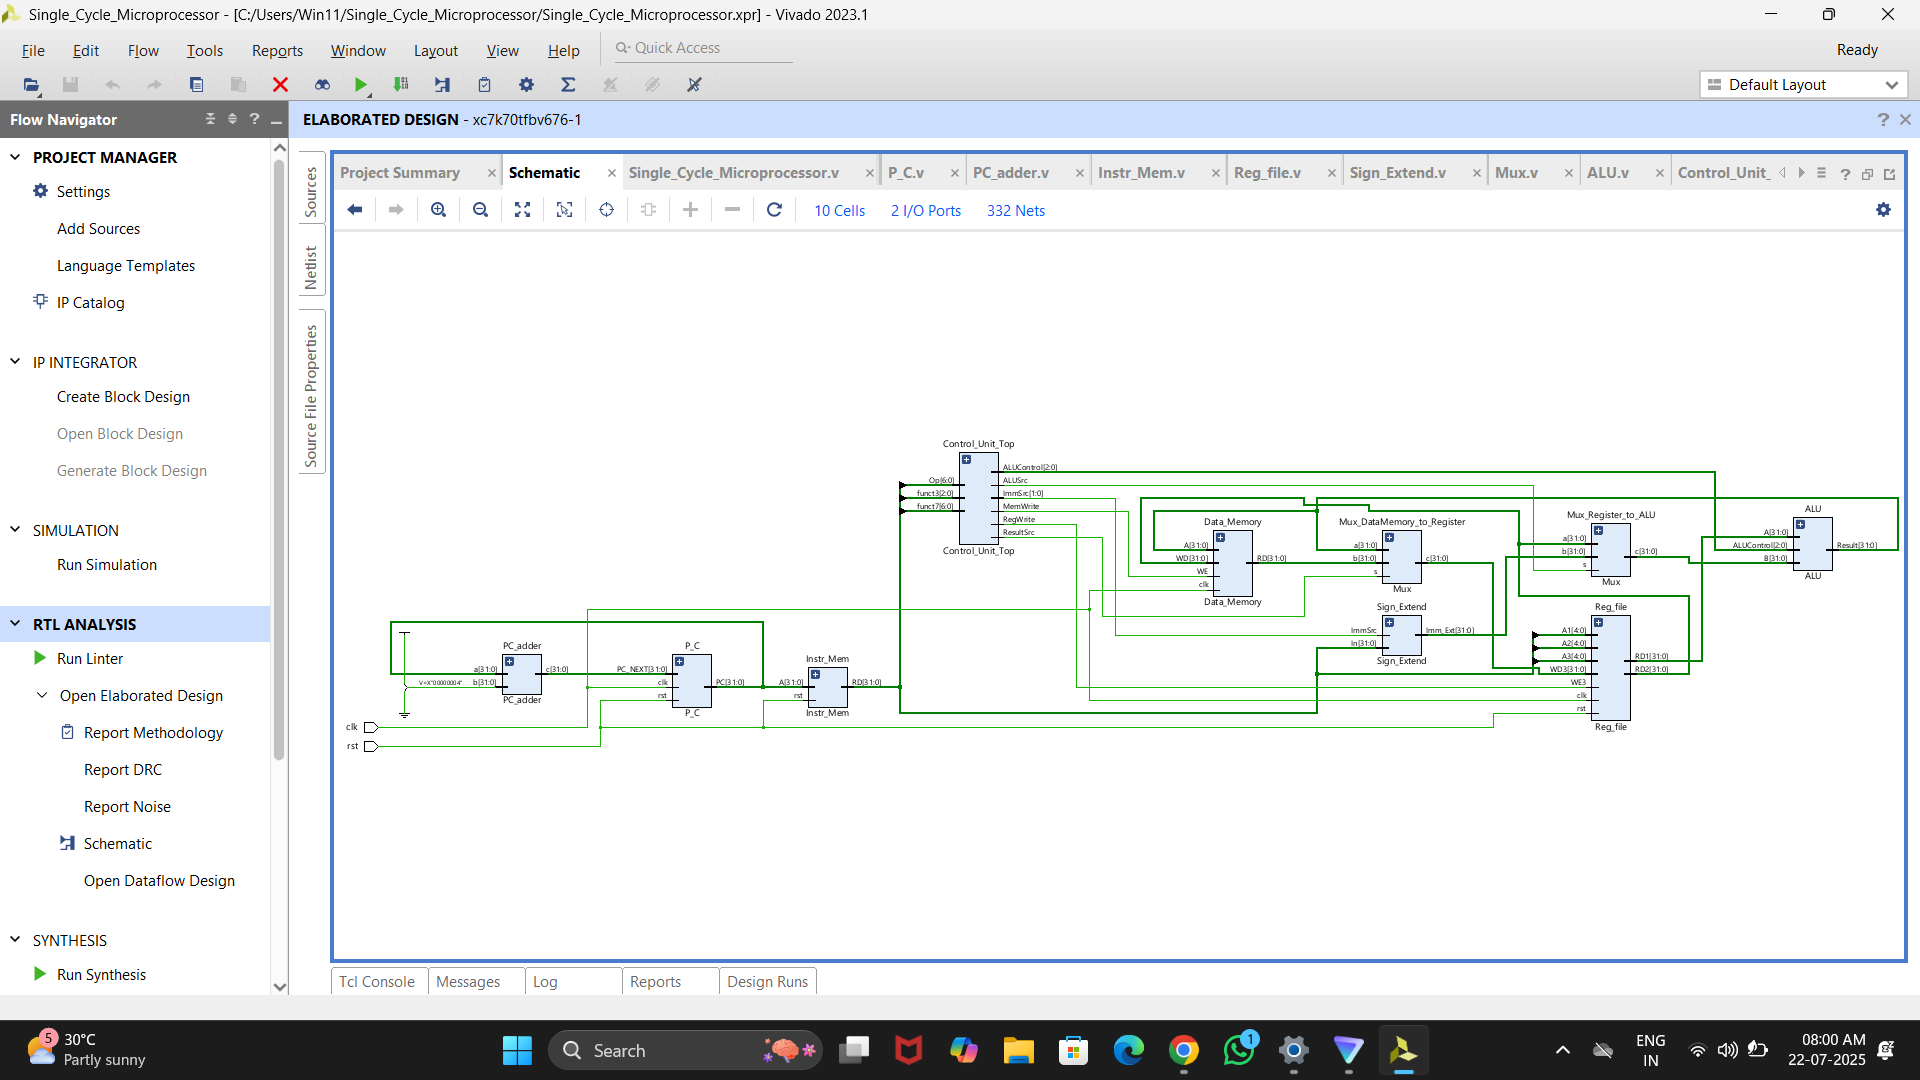 Single_Cycle_Microprocessor - [C:/Users/Win11/Single_Cycle_Microprocessor/Single_Cycle_Microprocessor.xpr] - Vivado 2023.1
File Edit Flow Tools Reports Window Layout View Help Quick Access Ready
Default Layout
Flow Navigator
ELABORATED DESIGN - xc7k70tfbv676-1
PROJECT MANAGER
Settings
Add Sources
Language Templates
IP Catalog
IP INTEGRATOR
Create Block Design
Open Block Design
Generate Block Design
SIMULATION
Run Simulation
RTL ANALYSIS
Run Linter
Open Elaborated Design
Report Methodology
Report DRC
Report Noise
Schematic
Open Dataflow Design
SYNTHESIS
Run Synthesis
Sources
Netlist
Source File Properties
Project Summary Schematic Single_Cycle_Microprocessor.v P_C.v PC_adder.v Instr_Mem.v Reg_file.v Sign_Extend.v Mux.v ALU.v Control_Unit_
10 Cells 2 I/O Ports 332 Nets
clk
rst
PC_adder
a[31:0]
V=X"00000004" b[31:0]
c[31:0]
PC_adder
P_C
PC_NEXT[31:0]
clk
rst
PC[31:0]
P_C
Instr_Mem
A[31:0]
rst
RD[31:0]
Instr_Mem
Control_Unit_Top
Op[6:0]
funct3[2:0]
funct7[6:0]
ALUControl[2:0]
ALUSrc
ImmSrc[1:0]
MemWrite
RegWrite
ResultSrc
Control_Unit_Top
Data_Memory
A[31:0]
WD[31:0]
WE
clk
RD[31:0]
Data_Memory
Mux_DataMemory_to_Register
a[31:0]
b[31:0]
s
c[31:0]
Mux
Sign_Extend
ImmSrc
In[31:0]
Imm_Ext[31:0]
Sign_Extend
Mux_Register_to_ALU
a[31:0]
b[31:0]
s
c[31:0]
Mux
Reg_file
A1[4:0]
A2[4:0]
A3[4:0]
WD3[31:0]
WE3
clk
rst
RD1[31:0]
RD2[31:0]
Reg_file
ALU
A[31:0]
ALUControl[2:0]
B[31:0]
Result[31:0]
ALU
Tcl Console Messages Log Reports Design Runs
5
30°C
Partly sunny
Search
1
ENG
IN
08:00 AM
22-07-2025